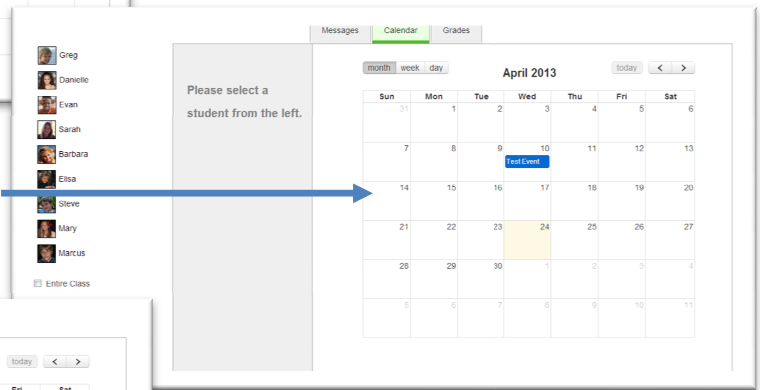 Messages Calendar Grades
Greg
Danielle
Evan
Sarah
Barbara
Elisa
Steve
Mary
Marcus
Entire Class
Please select a
student from the left.
month week day April 2013 today < >
Sun Mon Tue Wed Thu Fri Sat
31 1 2 3 4 5 6
7 8 9 10 11 12 13
Test Event
14 15 16 17 18 19 20
21 22 23 24 25 26 27
28 29 30 1 2 3 4
5 6 7 8 9 10 11
today < >
Fri Sat